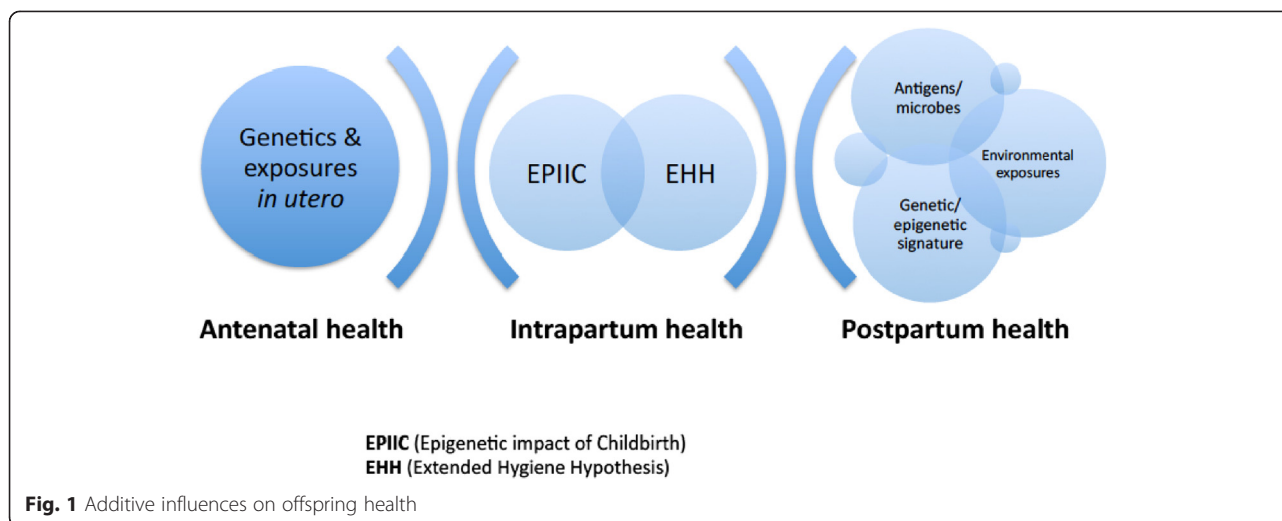 Genetics &
exposures
in utero
EPIIC
EHH
Antigens/
microbes
Environmental
exposures
Genetic/
epigenetic
signature
Antenatal health
Intrapartum health
Postpartum health
EPIIC (Epigenetic impact of Childbirth)
EHH (Extended Hygiene Hypothesis)
Fig. 1 Additive influences on offspring health